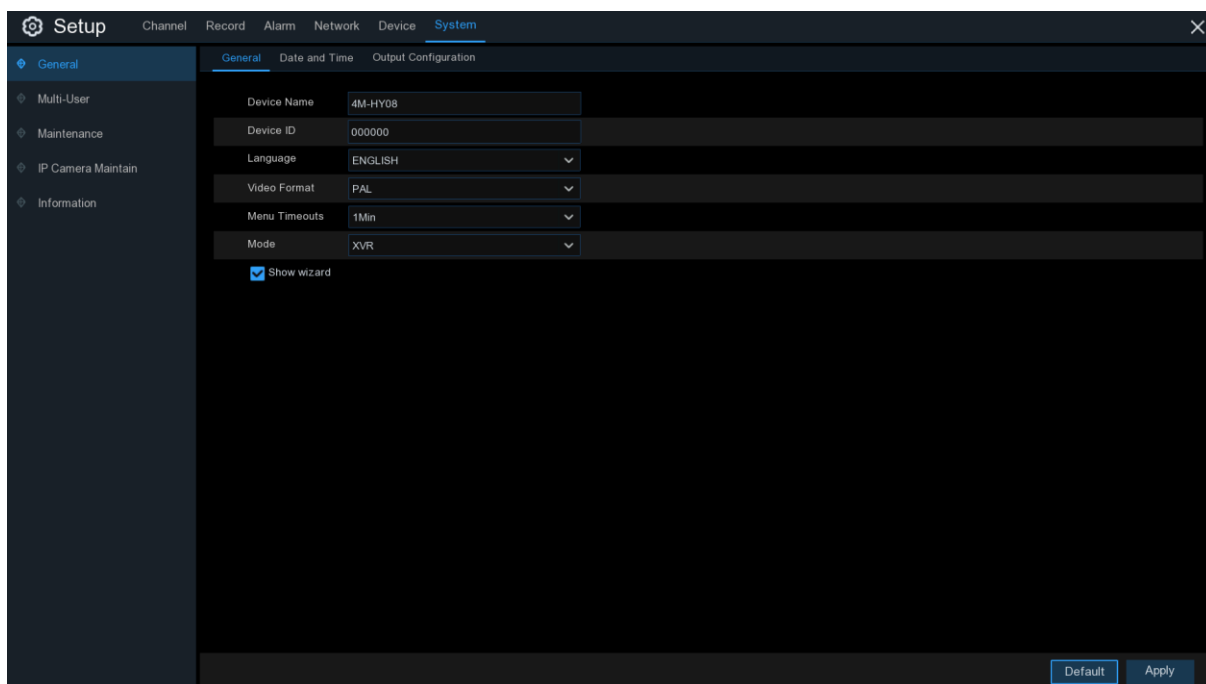 Setup Channel Record Alarm Network Device System
General
Multi-User
Maintenance
IP Camera Maintain
Information
General Date and Time Output Configuration
Device Name 4M-HY08
Device ID 000000
Language ENGLISH
Video Format PAL
Menu Timeouts 1Min
Mode XVR
Show wizard
Default Apply